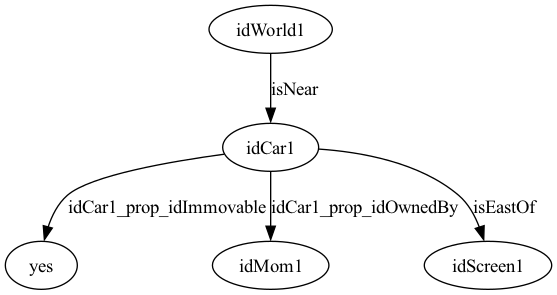 idWorld1
isNear
idCar1
idCar1_prop_idImmovable
idCar1_prop_idOwnedBy
isEastOf
yes
idMom1
idScreen1